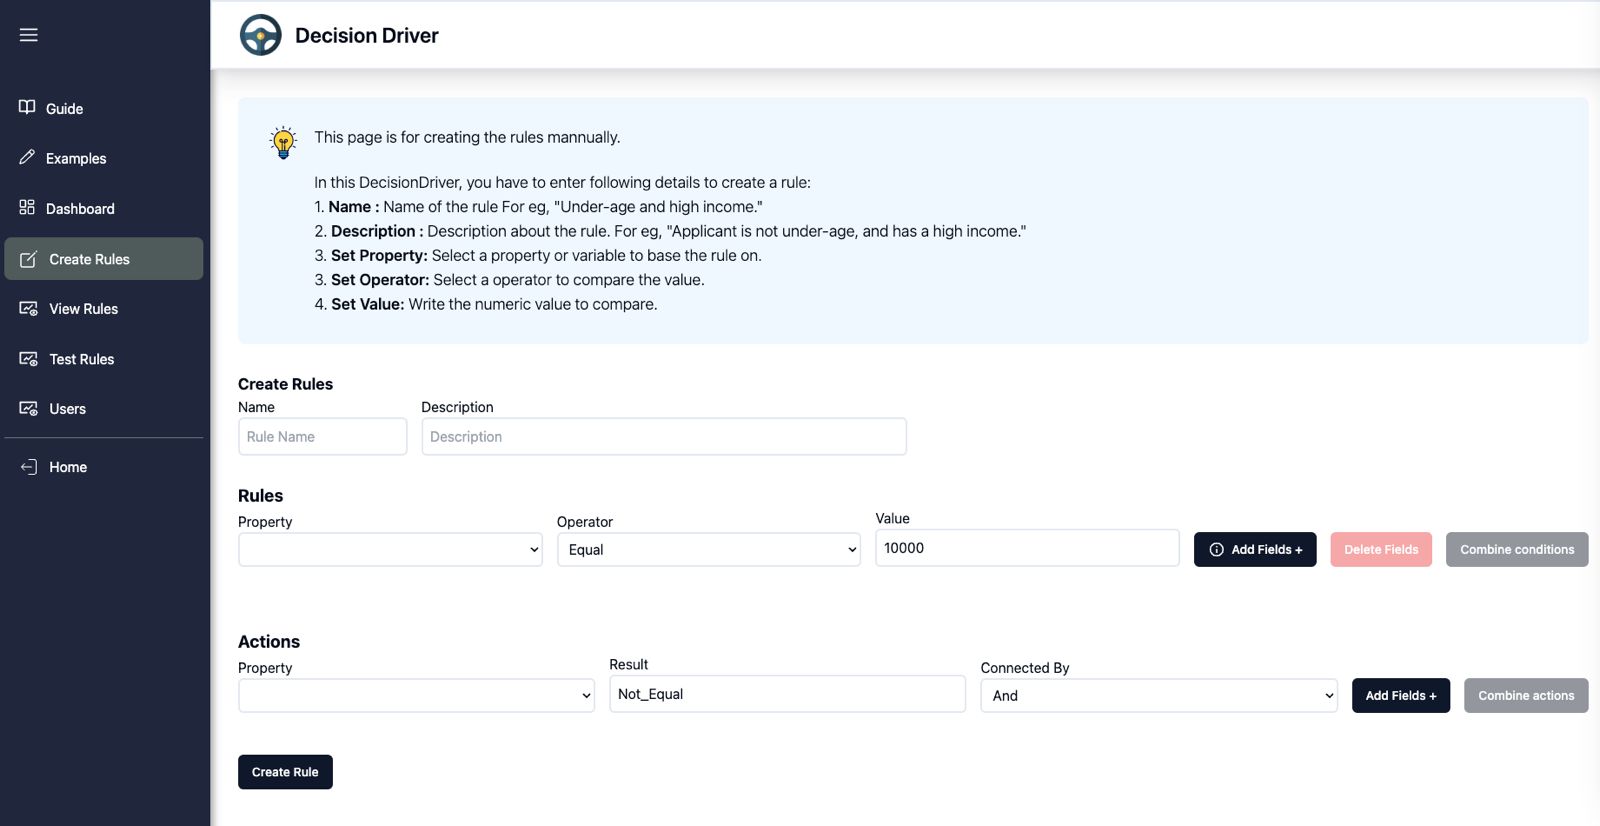 Decision Driver
Guide
Examples
Dashboard
Create Rules
View Rules
Test Rules
Users
Home
This page is for creating the rules mannually.
In this DecisionDriver, you have to enter following details to create a rule:
1. Name : Name of the rule For eg, "Under-age and high income."
2. Description : Description about the rule. For eg, "Applicant is not under-age, and has a high income."
3. Set Property: Select a property or variable to base the rule on.
3. Set Operator: Select a operator to compare the value.
4. Set Value: Write the numeric value to compare.
Create Rules
Name Description
Rule Name Description
Rules
Property Operator Value
Equal 10000 Add Fields + Delete Fields Combine conditions
Actions
Property Result Connected By
Not_Equal And Add Fields + Combine actions
Create Rule